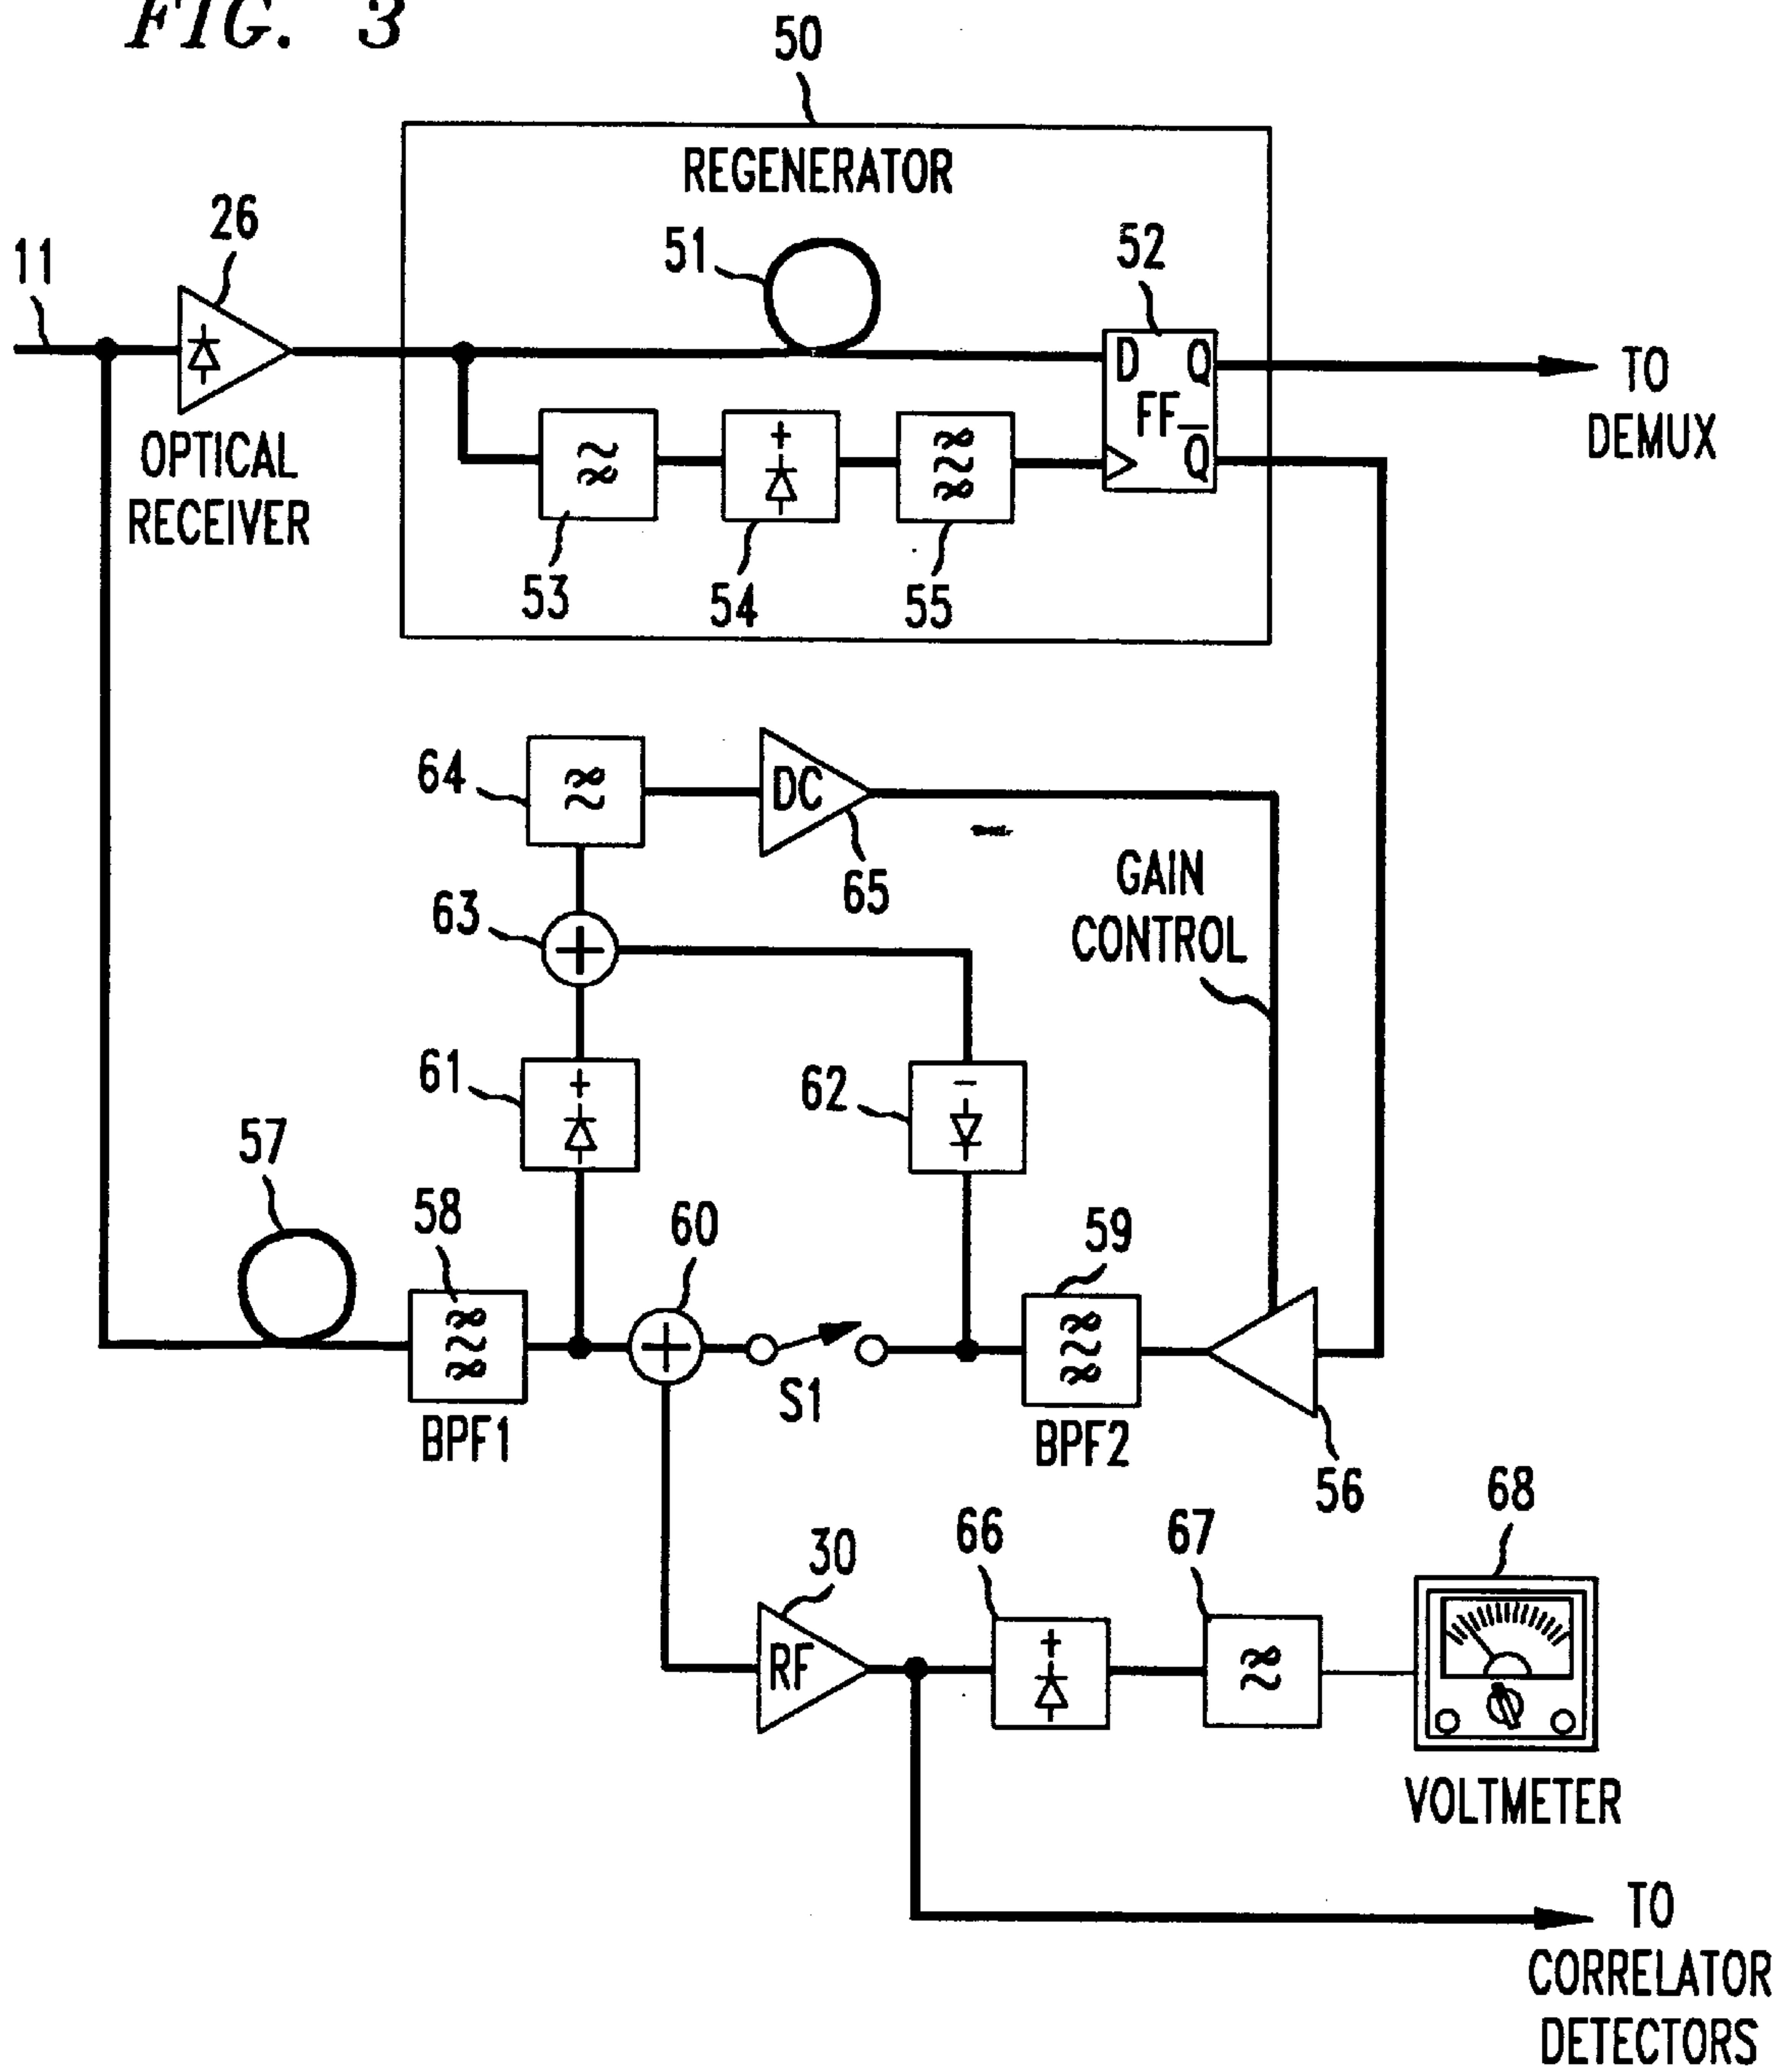 FIG. 3
50
REGENERATOR
11
26
51
52
D Q
FF
Q̅
TO
DEMUX
OPTICAL
RECEIVER
+
53
54
55
64
DC
65
GAIN
CONTROL
63
+
61
+
62
−
57
58
60
59
+
S1
BPF1
BPF2
56
68
30
66
67
RF
+
VOLTMETER
TO
CORRELATOR
DETECTORS